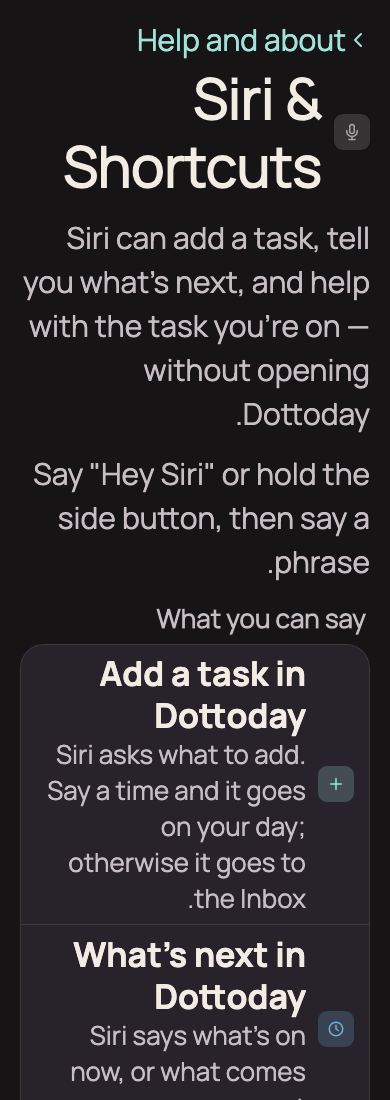 Help and about
Siri &
Shortcuts
Siri can add a task, tell
you what's next, and help
with the task you're on —
without opening
.Dottoday
Say "Hey Siri" or hold the
side button, then say a
.phrase
What you can say
Add a task in
Dottoday
Siri asks what to add.
Say a time and it goes
on your day;
otherwise it goes to
.the Inbox
What's next in
Dottoday
Siri says what's on
now, or what comes